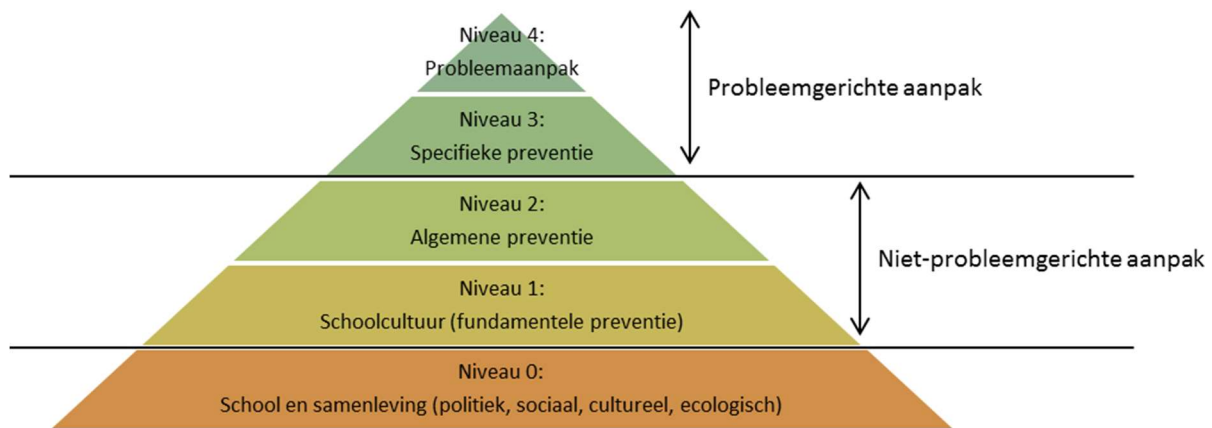 Niveau 4:
Probleemaanpak
Probleemgerichte aanpak
Niveau 3:
Specifieke preventie
Niveau 2:
Algemene preventie
Niet-probleemgerichte aanpak
Niveau 1:
Schoolcultuur (fundamentele preventie)
Niveau 0:
School en samenleving (politiek, sociaal, cultureel, ecologisch)